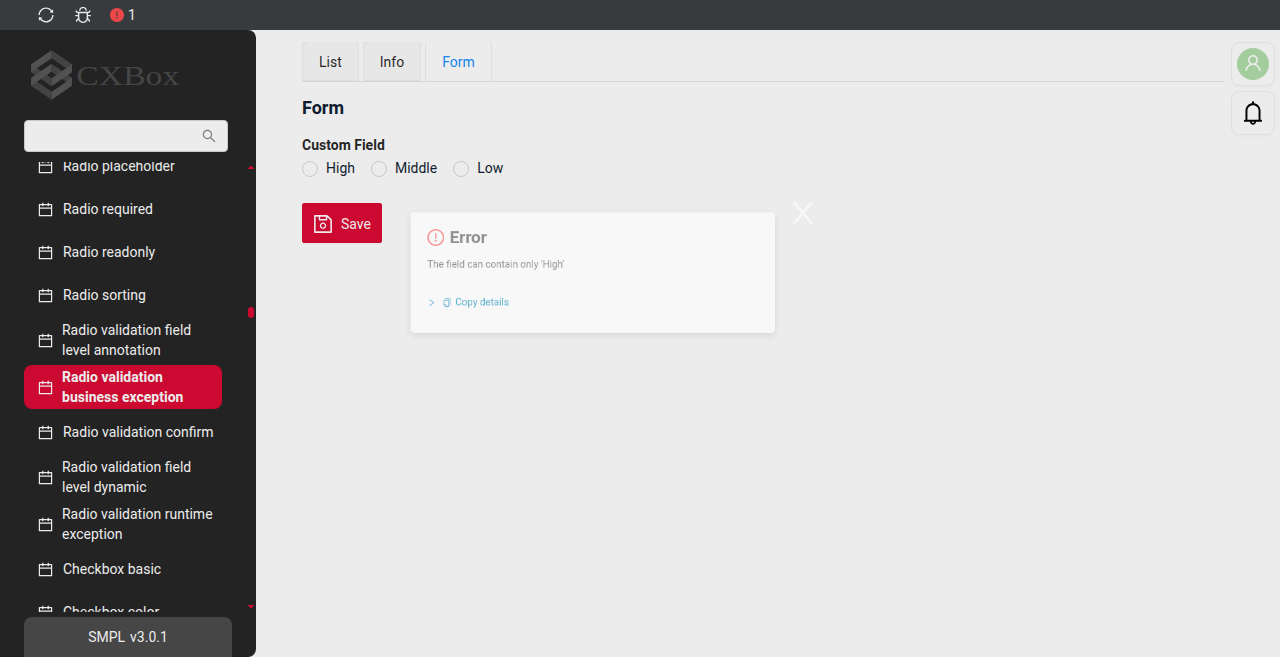 1
CXBox
List
Info
Form
Form
Custom Field
High
Middle
Low
Save
Error
The field can contain only 'High'
Copy details
Radio placeholder
Radio required
Radio readonly
Radio sorting
Radio validation field
level annotation
Radio validation
business exception
Radio validation confirm
Radio validation field
level dynamic
Radio validation runtime
exception
Checkbox basic
Checkbox color
SMPL v3.0.1